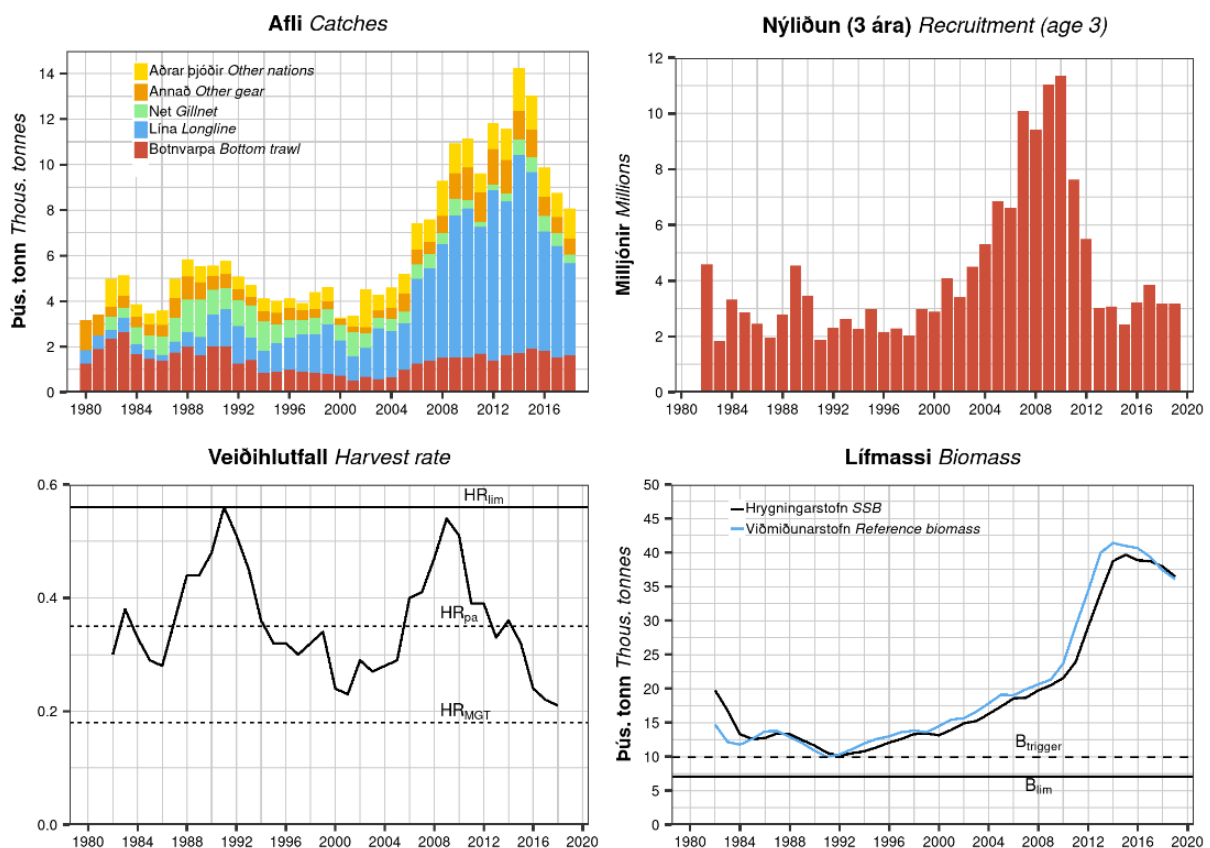 Afli Catches
Þús. tonn Thous. tonnes
14
12
10
8
6
4
2
0
Aðrar þjóðir Other nations
Annað Other gear
Net Gillnet
Lína Longline
Botnvarpa Bottom trawl
1980 1984 1988 1992 1996 2000 2004 2008 2012 2016
Nýliðun (3 ára) Recruitment (age 3)
Milljónir Millions
12
10
8
6
4
2
0
1980 1984 1988 1992 1996 2000 2004 2008 2012 2016 2020
Veiðihlutfall Harvest rate
0.6
0.4
0.2
0.0
HRlim
HRpa
HRMGT
1980 1984 1988 1992 1996 2000 2004 2008 2012 2016 2020
Lífmassi Biomass
Þús. tonn Thous. tonnes
50
45
40
35
30
25
20
15
10
5
0
Hrygningarstofn SSB
Viðmiðunarstofn Reference biomass
Btrigger
Blim
1980 1984 1988 1992 1996 2000 2004 2008 2012 2016 2020